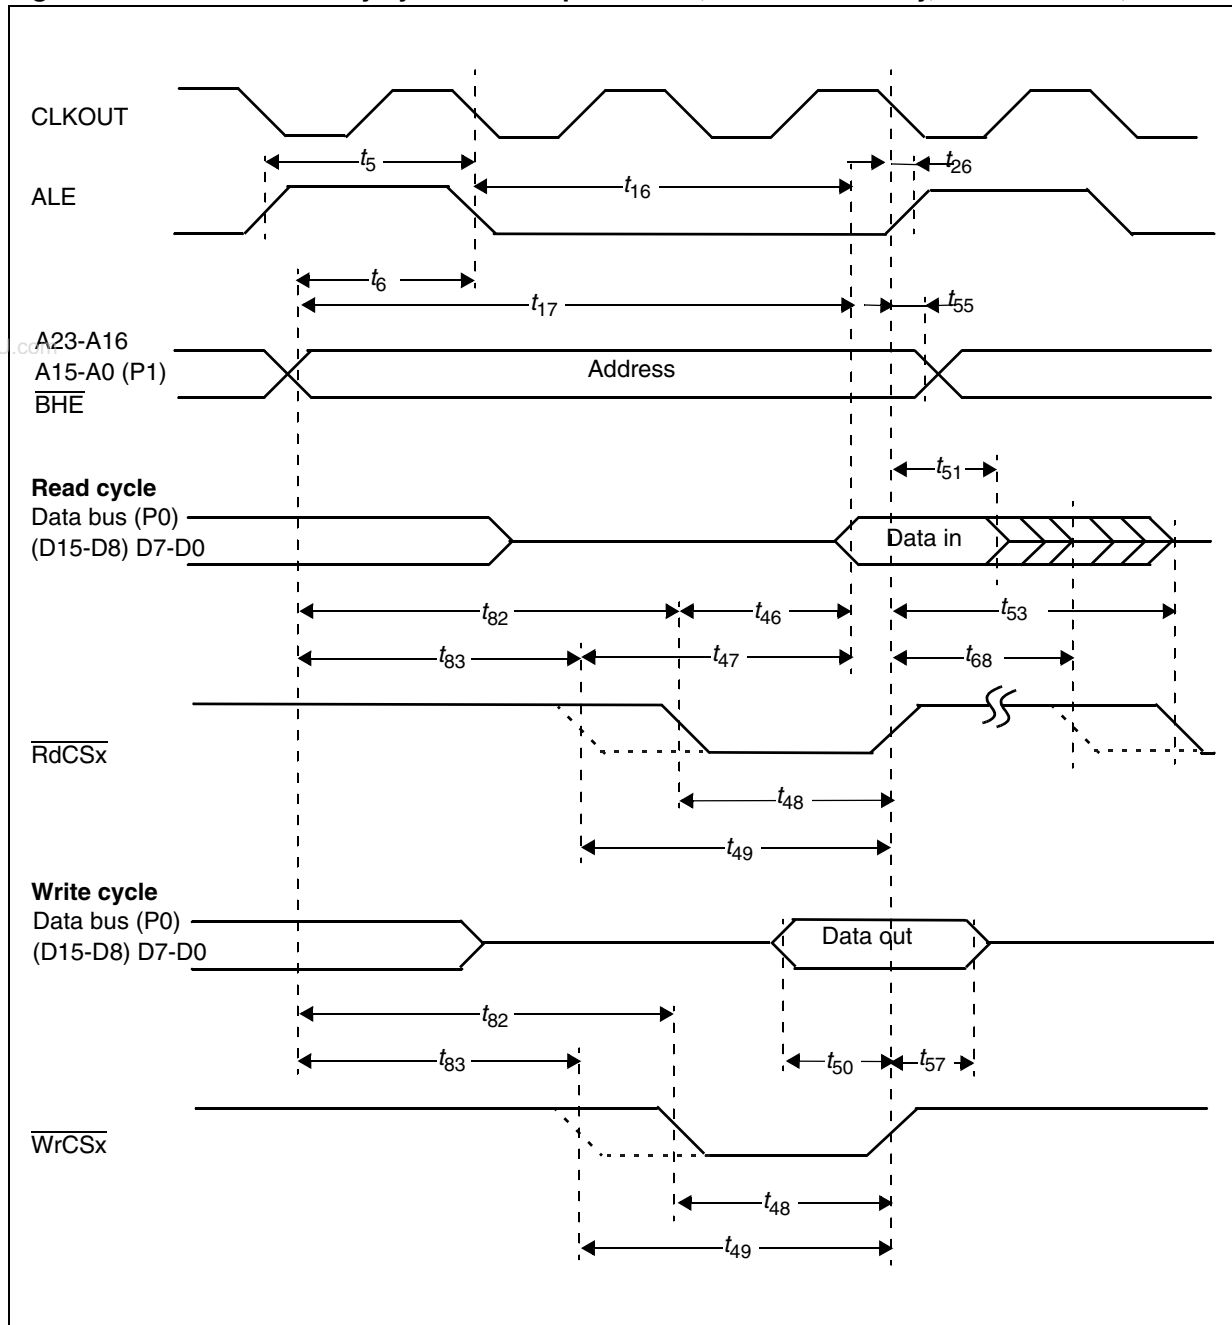 CLKOUT
t5
t26
ALE
t16
t6
t17
t55
A23-A16
A15-A0 (P1)
Address
BHE
t51
Read cycle
Data bus (P0)
(D15-D8) D7-D0
Data in
t82
t46
t53
t83
t47
t68
RdCSx
t48
t49
Write cycle
Data bus (P0)
(D15-D8) D7-D0
Data out
t82
t83
t50
t57
WrCSx
t48
t49